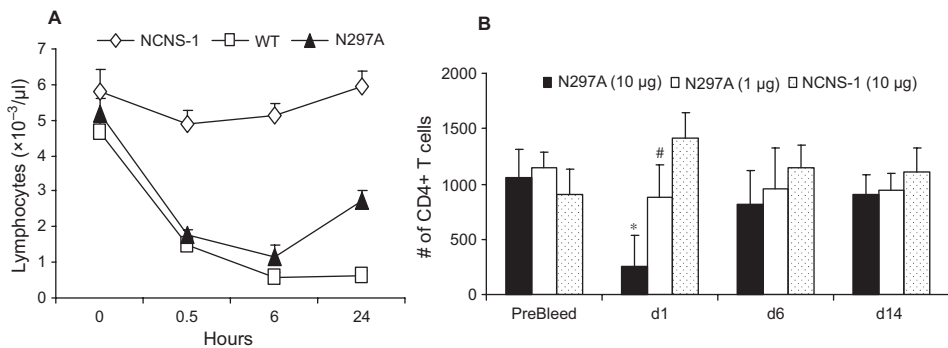 A
NCNS-1 WT N297A
Lymphocytes (×10⁻³/µl)
7
6
5
4
3
2
1
0
0 0.5 6 24
Hours
B
N297A (10 µg) N297A (1 µg) NCNS-1 (10 µg)
# of CD4+ T cells
2000
1500
1000
500
0
*
#
PreBleed d1 d6 d14